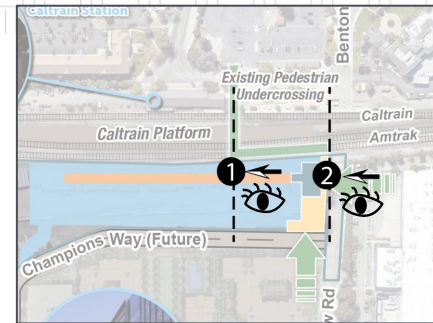 Caltrain Station
Benton
Existing Pedestrian
Undercrossing
Caltrain
Caltrain Platform
Amtrak
1
2
Champions Way (Future)
w Rd